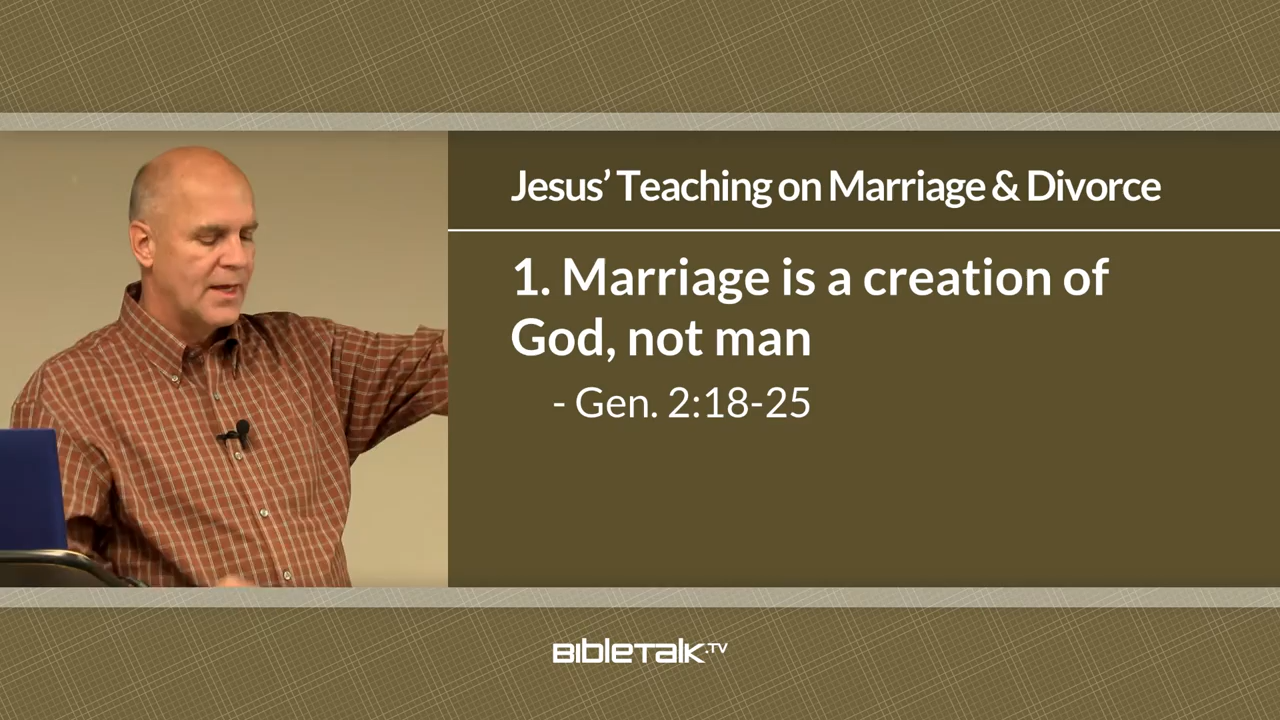 Jesus’ Teaching on Marriage & Divorce
1. Marriage is a creation of
God, not man
- Gen. 2:18-25
BIBLETALK.TV